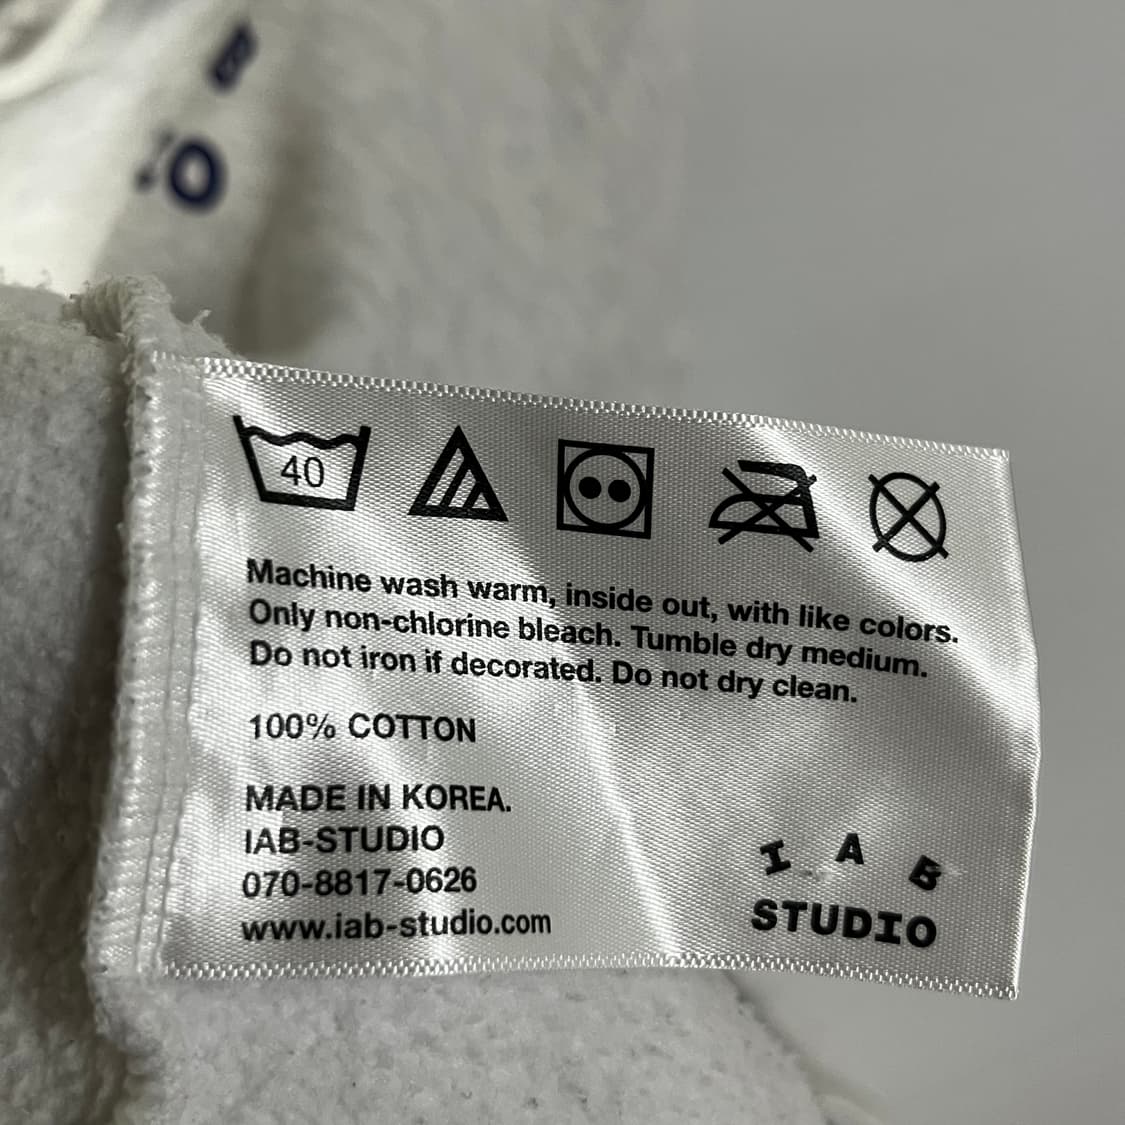 B
O
40
Machine wash warm, inside out, with like colors.
Only non-chlorine bleach. Tumble dry medium.
Do not iron if decorated. Do not dry clean.
100% COTTON
MADE IN KOREA.
IAB-STUDIO
070-8817-0626
www.iab-studio.com
I A B
STUDIO